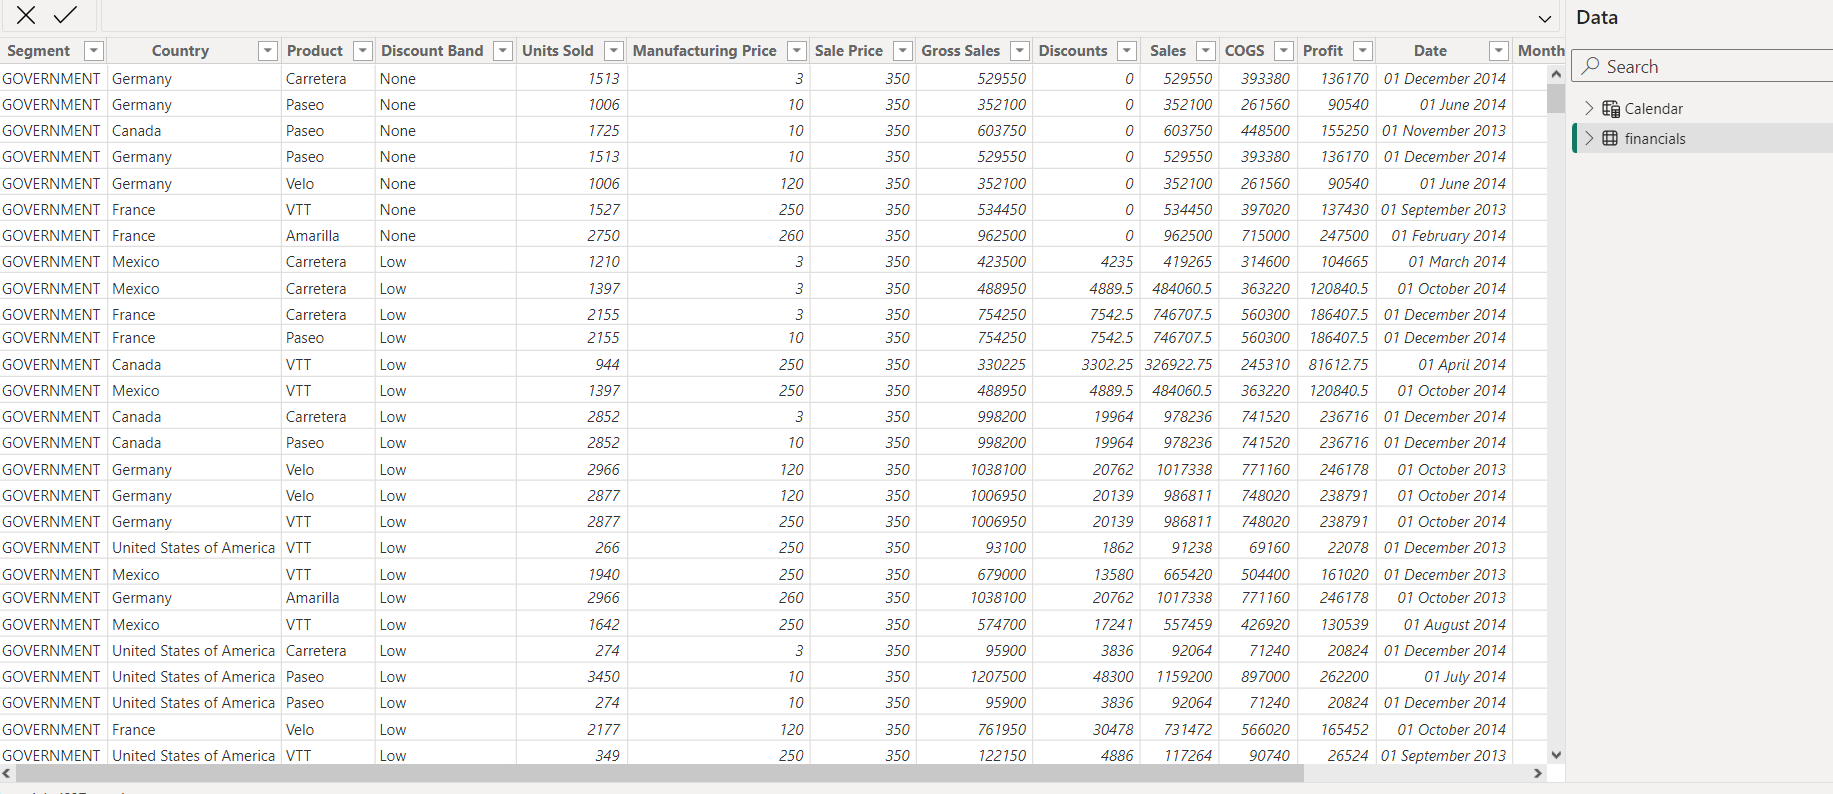 Data
Segment Country Product Discount Band Units Sold Manufacturing Price Sale Price Gross Sales Discounts Sales COGS Profit Date Month
Search
GOVERNMENT Germany Carretera None 1513 3 350 529550 0 529550 393380 136170 01 December 2014
GOVERNMENT Germany Paseo None 1006 10 350 352100 0 352100 261560 90540 01 June 2014
Calendar
GOVERNMENT Canada Paseo None 1725 10 350 603750 0 603750 448500 155250 01 November 2013
financials
GOVERNMENT Germany Paseo None 1513 10 350 529550 0 529550 393380 136170 01 December 2014
GOVERNMENT Germany Velo None 1006 120 350 352100 0 352100 261560 90540 01 June 2014
GOVERNMENT France VTT None 1527 250 350 534450 0 534450 397020 137430 01 September 2013
GOVERNMENT France Amarilla None 2750 260 350 962500 0 962500 715000 247500 01 February 2014
GOVERNMENT Mexico Carretera Low 1210 3 350 423500 4235 419265 314600 104665 01 March 2014
GOVERNMENT Mexico Carretera Low 1397 3 350 488950 4889.5 484060.5 363220 120840.5 01 October 2014
GOVERNMENT France Carretera Low 2155 3 350 754250 7542.5 746707.5 560300 186407.5 01 December 2014
GOVERNMENT France Paseo Low 2155 10 350 754250 7542.5 746707.5 560300 186407.5 01 December 2014
GOVERNMENT Canada VTT Low 944 250 350 330225 3302.25 326922.75 245310 81612.75 01 April 2014
GOVERNMENT Mexico VTT Low 1397 250 350 488950 4889.5 484060.5 363220 120840.5 01 October 2014
GOVERNMENT Canada Carretera Low 2852 3 350 998200 19964 978236 741520 236716 01 December 2014
GOVERNMENT Canada Paseo Low 2852 10 350 998200 19964 978236 741520 236716 01 December 2014
GOVERNMENT Germany Velo Low 2966 120 350 1038100 20762 1017338 771160 246178 01 October 2013
GOVERNMENT Germany Velo Low 2877 120 350 1006950 20139 986811 748020 238791 01 October 2014
GOVERNMENT Germany VTT Low 2877 250 350 1006950 20139 986811 748020 238791 01 October 2014
GOVERNMENT United States of America VTT Low 266 250 350 93100 1862 91238 69160 22078 01 December 2013
GOVERNMENT Mexico VTT Low 1940 250 350 679000 13580 665420 504400 161020 01 December 2013
GOVERNMENT Germany Amarilla Low 2966 260 350 1038100 20762 1017338 771160 246178 01 October 2013
GOVERNMENT Mexico VTT Low 1642 250 350 574700 17241 557459 426920 130539 01 August 2014
GOVERNMENT United States of America Carretera Low 274 3 350 95900 3836 92064 71240 20824 01 December 2014
GOVERNMENT United States of America Paseo Low 3450 10 350 1207500 48300 1159200 897000 262200 01 July 2014
GOVERNMENT United States of America Paseo Low 274 10 350 95900 3836 92064 71240 20824 01 December 2014
GOVERNMENT France Velo Low 2177 120 350 761950 30478 731472 566020 165452 01 October 2014
GOVERNMENT United States of America VTT Low 349 250 350 122150 4886 117264 90740 26524 01 September 2013